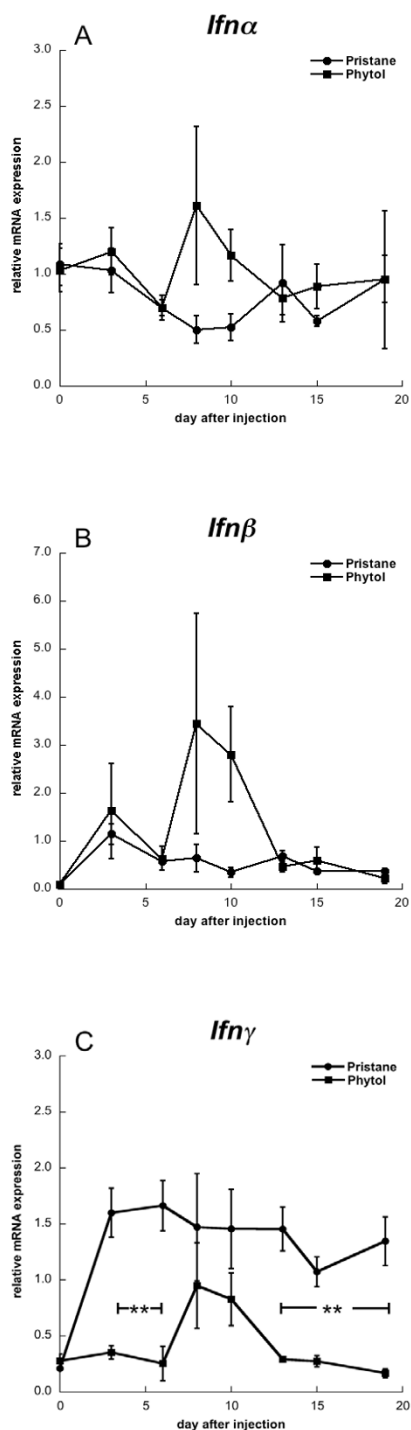 A
Ifnα
Pristane
Phytol
relative mRNA expression
3.0
2.5
2.0
1.5
1.0
0.5
0.0
0 5 10 15 20
day after injection
B
Ifnβ
Pristane
Phytol
relative mRNA expression
7.0
6.0
5.0
4.0
3.0
2.0
1.0
0.0
0 5 10 15 20
day after injection
C
Ifnγ
Pristane
Phytol
relative mRNA expression
3.0
2.5
2.0
1.5
1.0
0.5
0.0
** **
0 5 10 15 20
day after injection